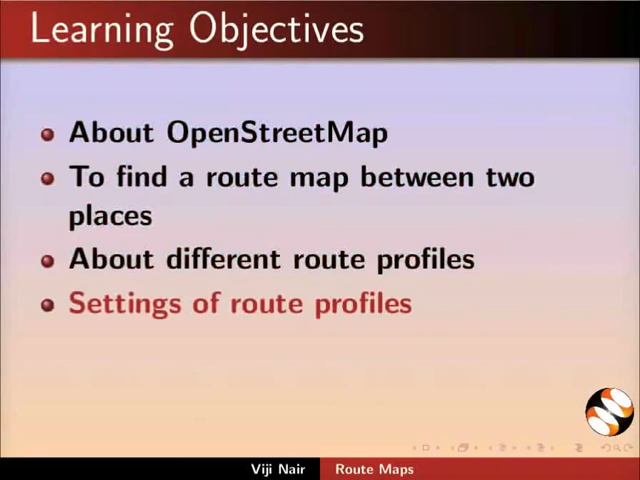 Learning Objectives
About OpenStreetMap
To find a route map between two
places
About different route profiles
Settings of route profiles
Viji Nair Route Maps